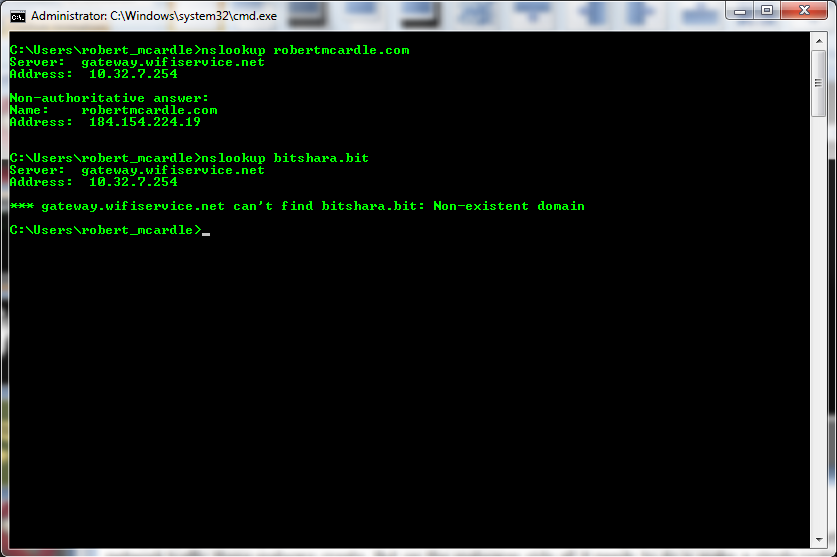 Administrator: C:\Windows\system32\cmd.exe
C:\Users\robert_mcardle>nslookup robertmcardle.com
Server:  gateway.wifiservice.net
Address:  10.32.7.254
Non-authoritative answer:
Name:    robertmcardle.com
Address:  184.154.224.19
C:\Users\robert_mcardle>nslookup bitshara.bit
Server:  gateway.wifiservice.net
Address:  10.32.7.254
*** gateway.wifiservice.net can't find bitshara.bit: Non-existent domain
C:\Users\robert_mcardle>